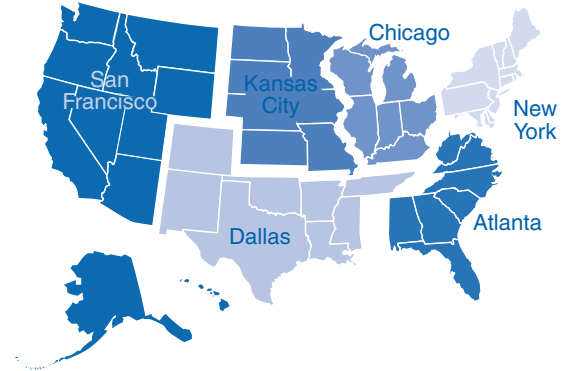 Chicago
San
Francisco
Kansas
City
New
York
Atlanta
Dallas